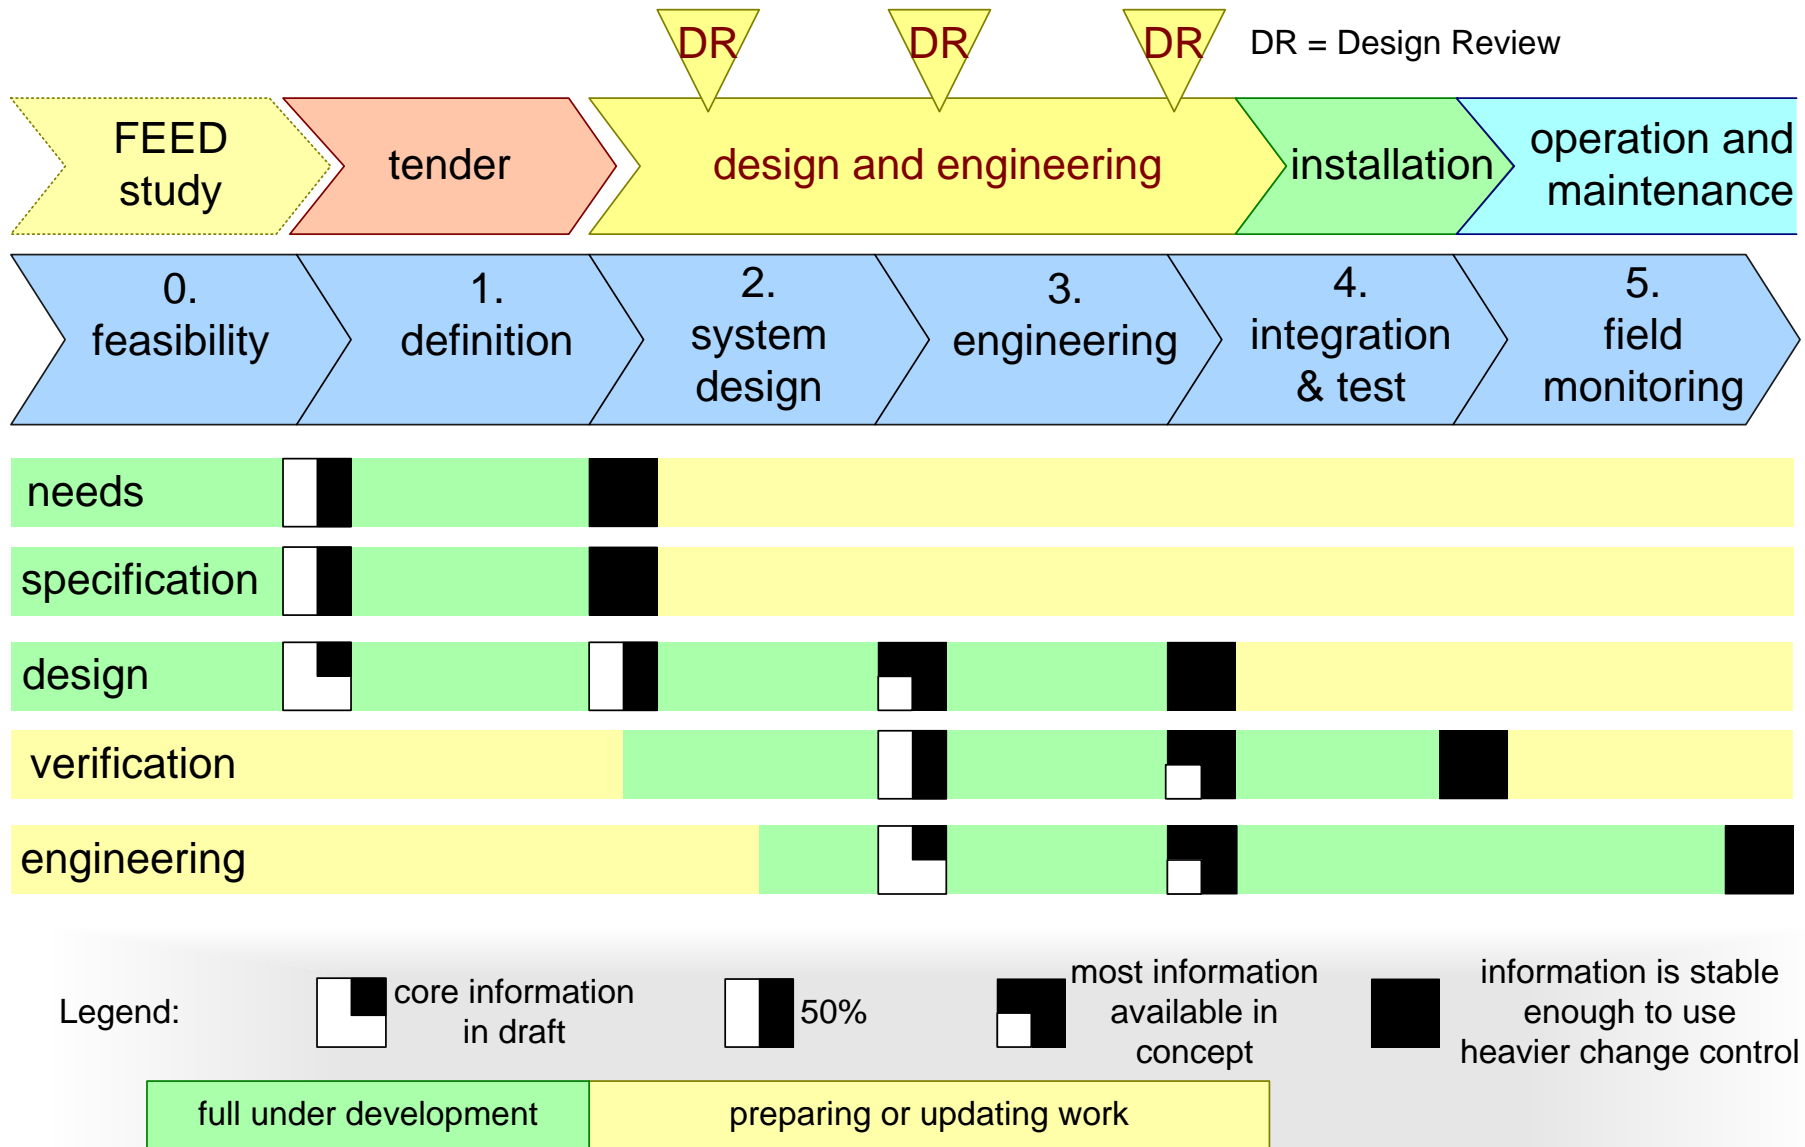 DR DR DR DR = Design Review
FEED
study
tender
design and engineering
installation
operation and
maintenance
0.
feasibility
1.
definition
2.
system
design
3.
engineering
4.
integration
& test
5.
field
monitoring
needs
specification
design
verification
engineering
Legend:
core information
in draft
50%
most information
available in
concept
information is stable
enough to use
heavier change control
full under development
preparing or updating work